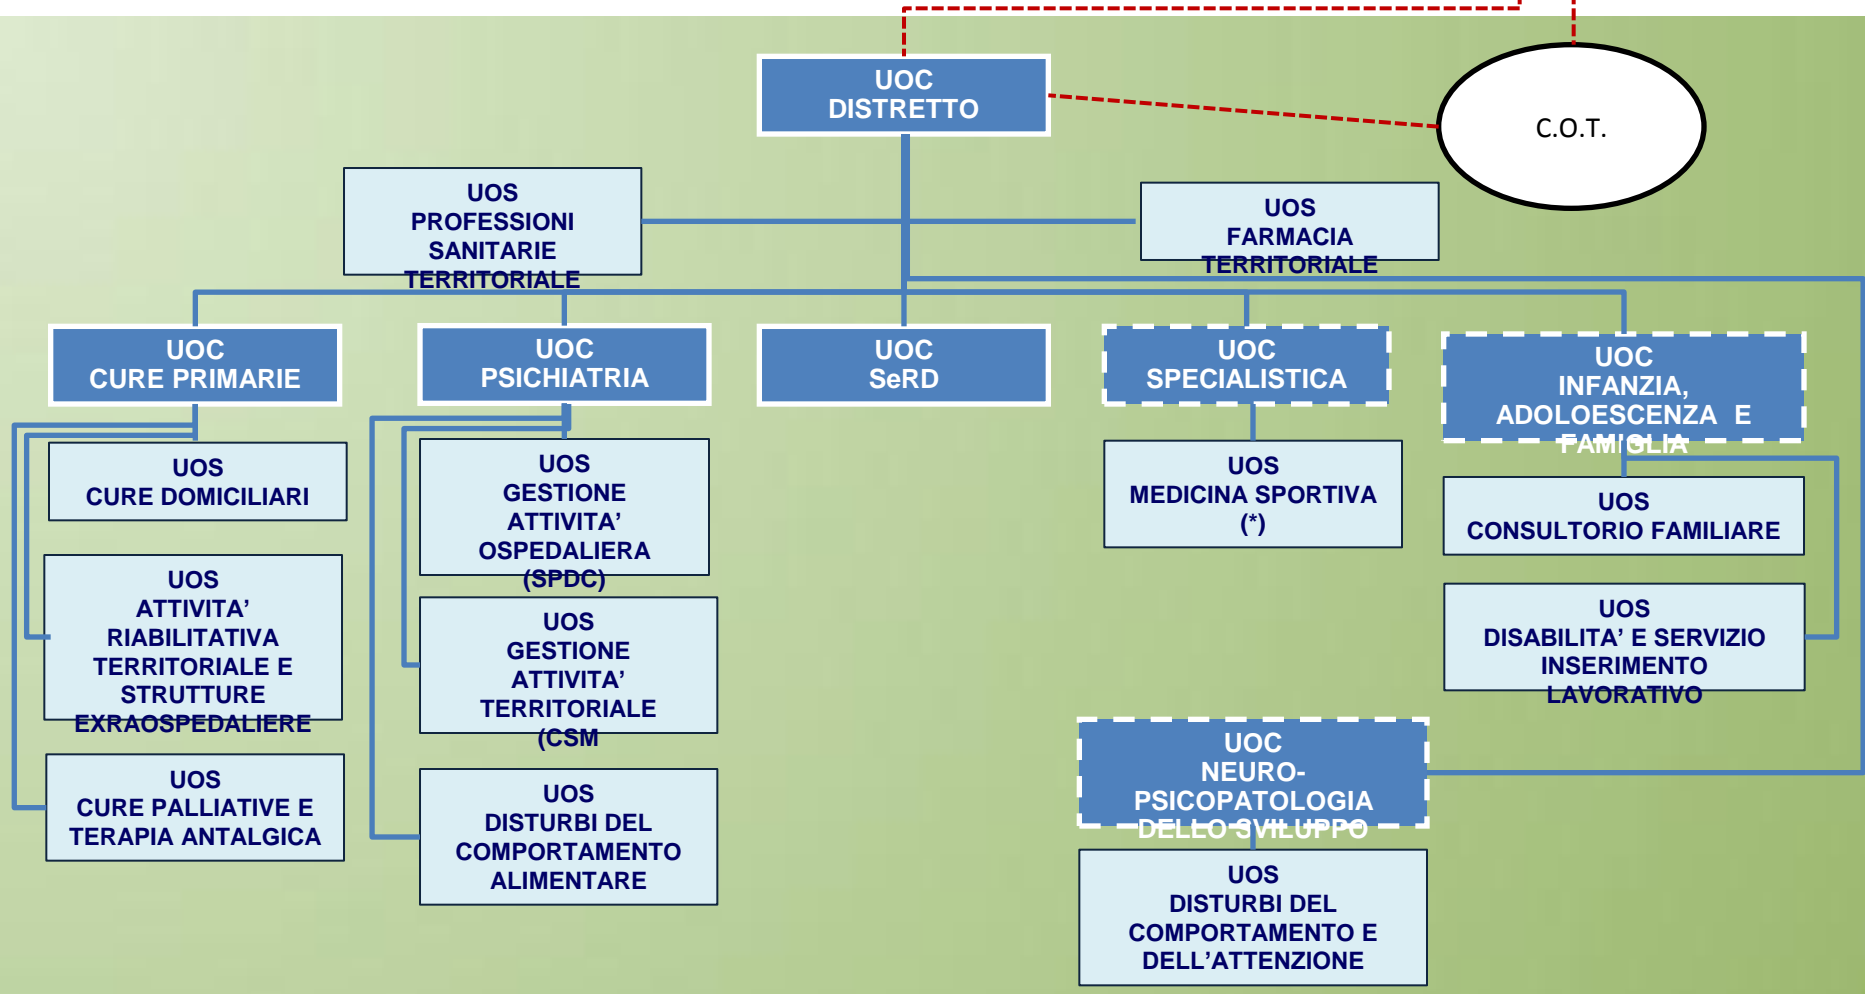 UOC
DISTRETTO
C.O.T.
UOS
PROFESSIONI
SANITARIE
TERRITORIALE
UOS
FARMACIA
TERRITORIALE
UOC
CURE PRIMARIE
UOC
PSICHIATRIA
UOC
SeRD
UOC
SPECIALISTICA
UOC
INFANZIA,
ADOLOESCENZA E
FAMIGLIA
UOS
CURE DOMICILIARI
UOS
ATTIVITA’
RIABILITATIVA
TERRITORIALE E
STRUTTURE
EXRAOSPEDALIERE
UOS
CURE PALLIATIVE E
TERAPIA ANTALGICA
UOS
GESTIONE
ATTIVITA’
OSPEDALIERA
(SPDC)
UOS
GESTIONE
ATTIVITA’
TERRITORIALE
(CSM
UOS
DISTURBI DEL
COMPORTAMENTO
ALIMENTARE
UOS
MEDICINA SPORTIVA
(*)
UOS
CONSULTORIO FAMILIARE
UOS
DISABILITA’ E SERVIZIO
INSERIMENTO
LAVORATIVO
UOC
NEURO-
PSICOPATOLOGIA
DELLO SVILUPPO
UOS
DISTURBI DEL
COMPORTAMENTO E
DELL’ATTENZIONE